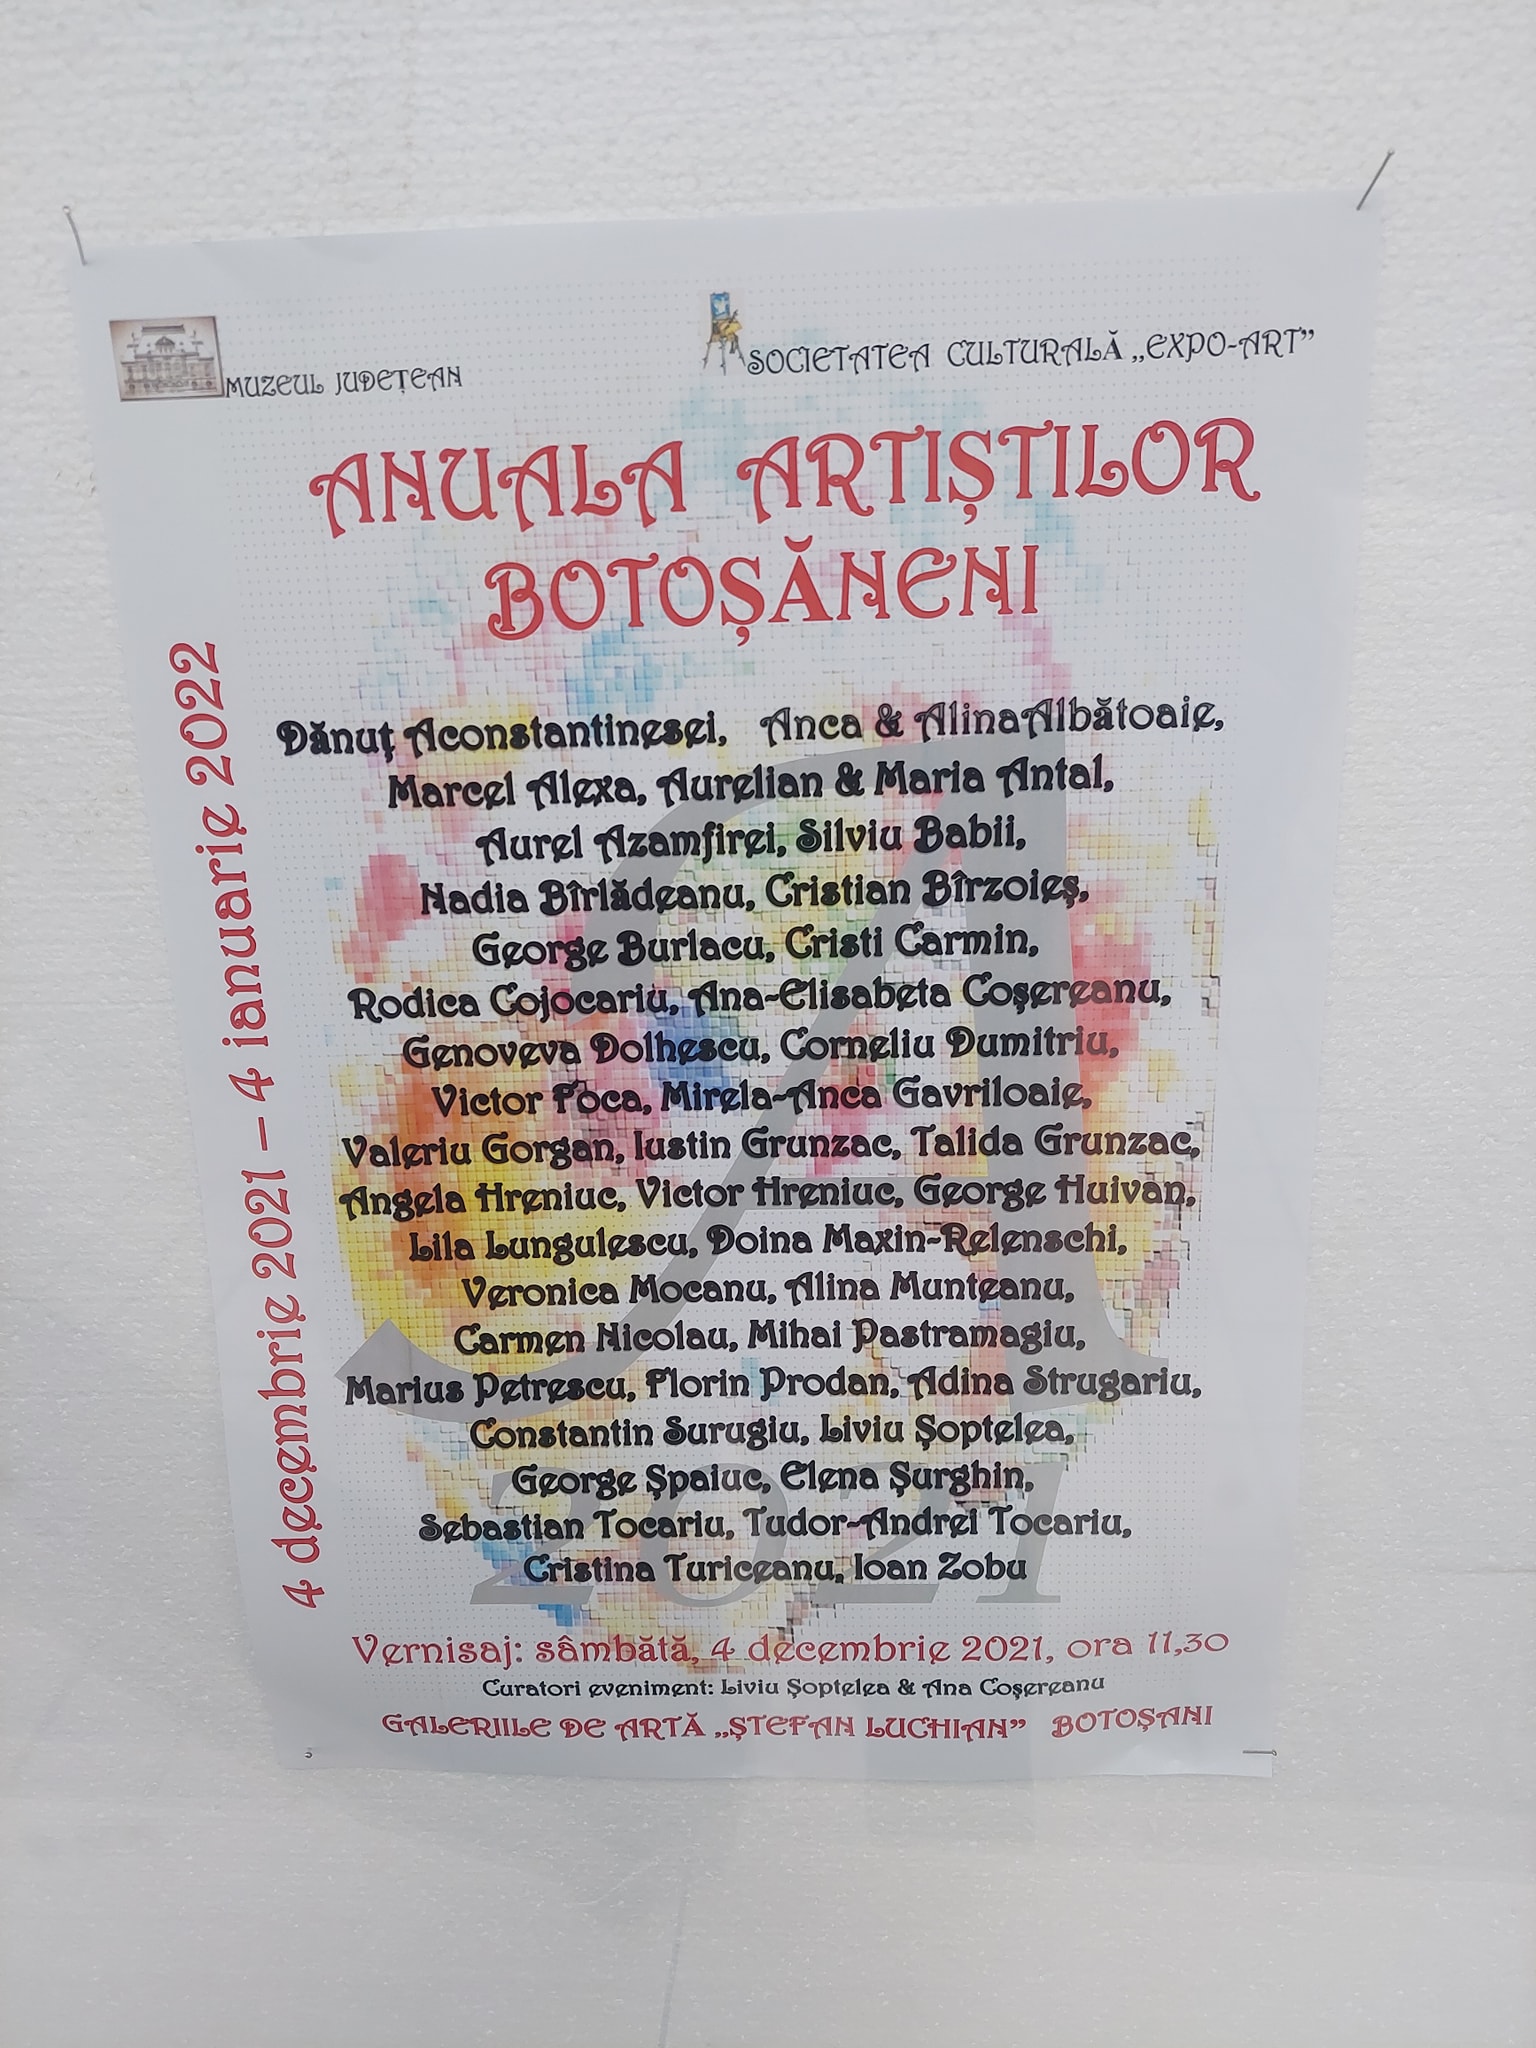 MUZEUL JUDEȚEAN
SOCIETATEA CULTURALĂ „EXPO-ART”
ANUALA ARTIȘTILOR
BOTOȘĂNENI
4 decembrie 2021 – 4 ianuarie 2022
Dănuț Aconstantinesei, Anca & AlinaAlbătoaie,
Marcel Alexa, Aurelian & Maria Antal,
Aurel Azamfirei, Silviu Babii,
Nadia Bîrlădeanu, Cristian Bîrzoieș,
George Burlacu, Cristi Carmin,
Rodica Cojocariu, Ana-Elisabeta Coșereanu,
Genoveva Dolhescu, Corneliu Dumitriu,
Victor Foca, Mirela-Anca Gavriloaie,
Valeriu Gorgan, Iustin Grunzac, Talida Grunzac,
Angela Hreniuc, Victor Hreniuc, George Huivan,
Lila Lungulescu, Doina Maxin-Relenschi,
Veronica Mocanu, Alina Munteanu,
Carmen Nicolau, Mihai Pastramagiu,
Marius Petrescu, Florin Prodan, Adina Strugariu,
Constantin Surugiu, Liviu Șoptelea,
George Șpaiuc, Elena Șurghin,
Sebastian Tocariu, Tudor-Andrei Tocariu,
Cristina Turiceanu, Ioan Zobu
A
2021
Vernisaj: sâmbătă, 4 decembrie 2021, ora 11,30
Curatori eveniment: Liviu Șoptelea & Ana Coșereanu
GALERIILE DE ARTĂ „ȘTEFAN LUCHIAN” BOTOȘANI